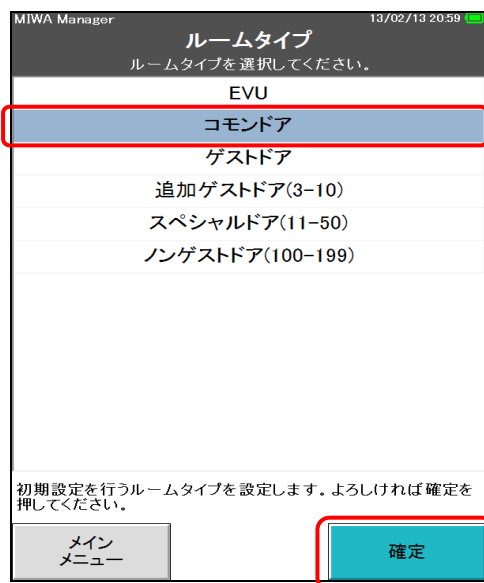 MIWA Manager 13/02/13 20:59
ルームタイプ
ルームタイプを選択してください。
EVU
コモンドア
ゲストドア
追加ゲストドア(3-10)
スペシャルドア(11-50)
ノンゲストドア(100-199)
初期設定を行うルームタイプを設定します。よろしければ確定を
押してください。
メイン
メニュー
確定